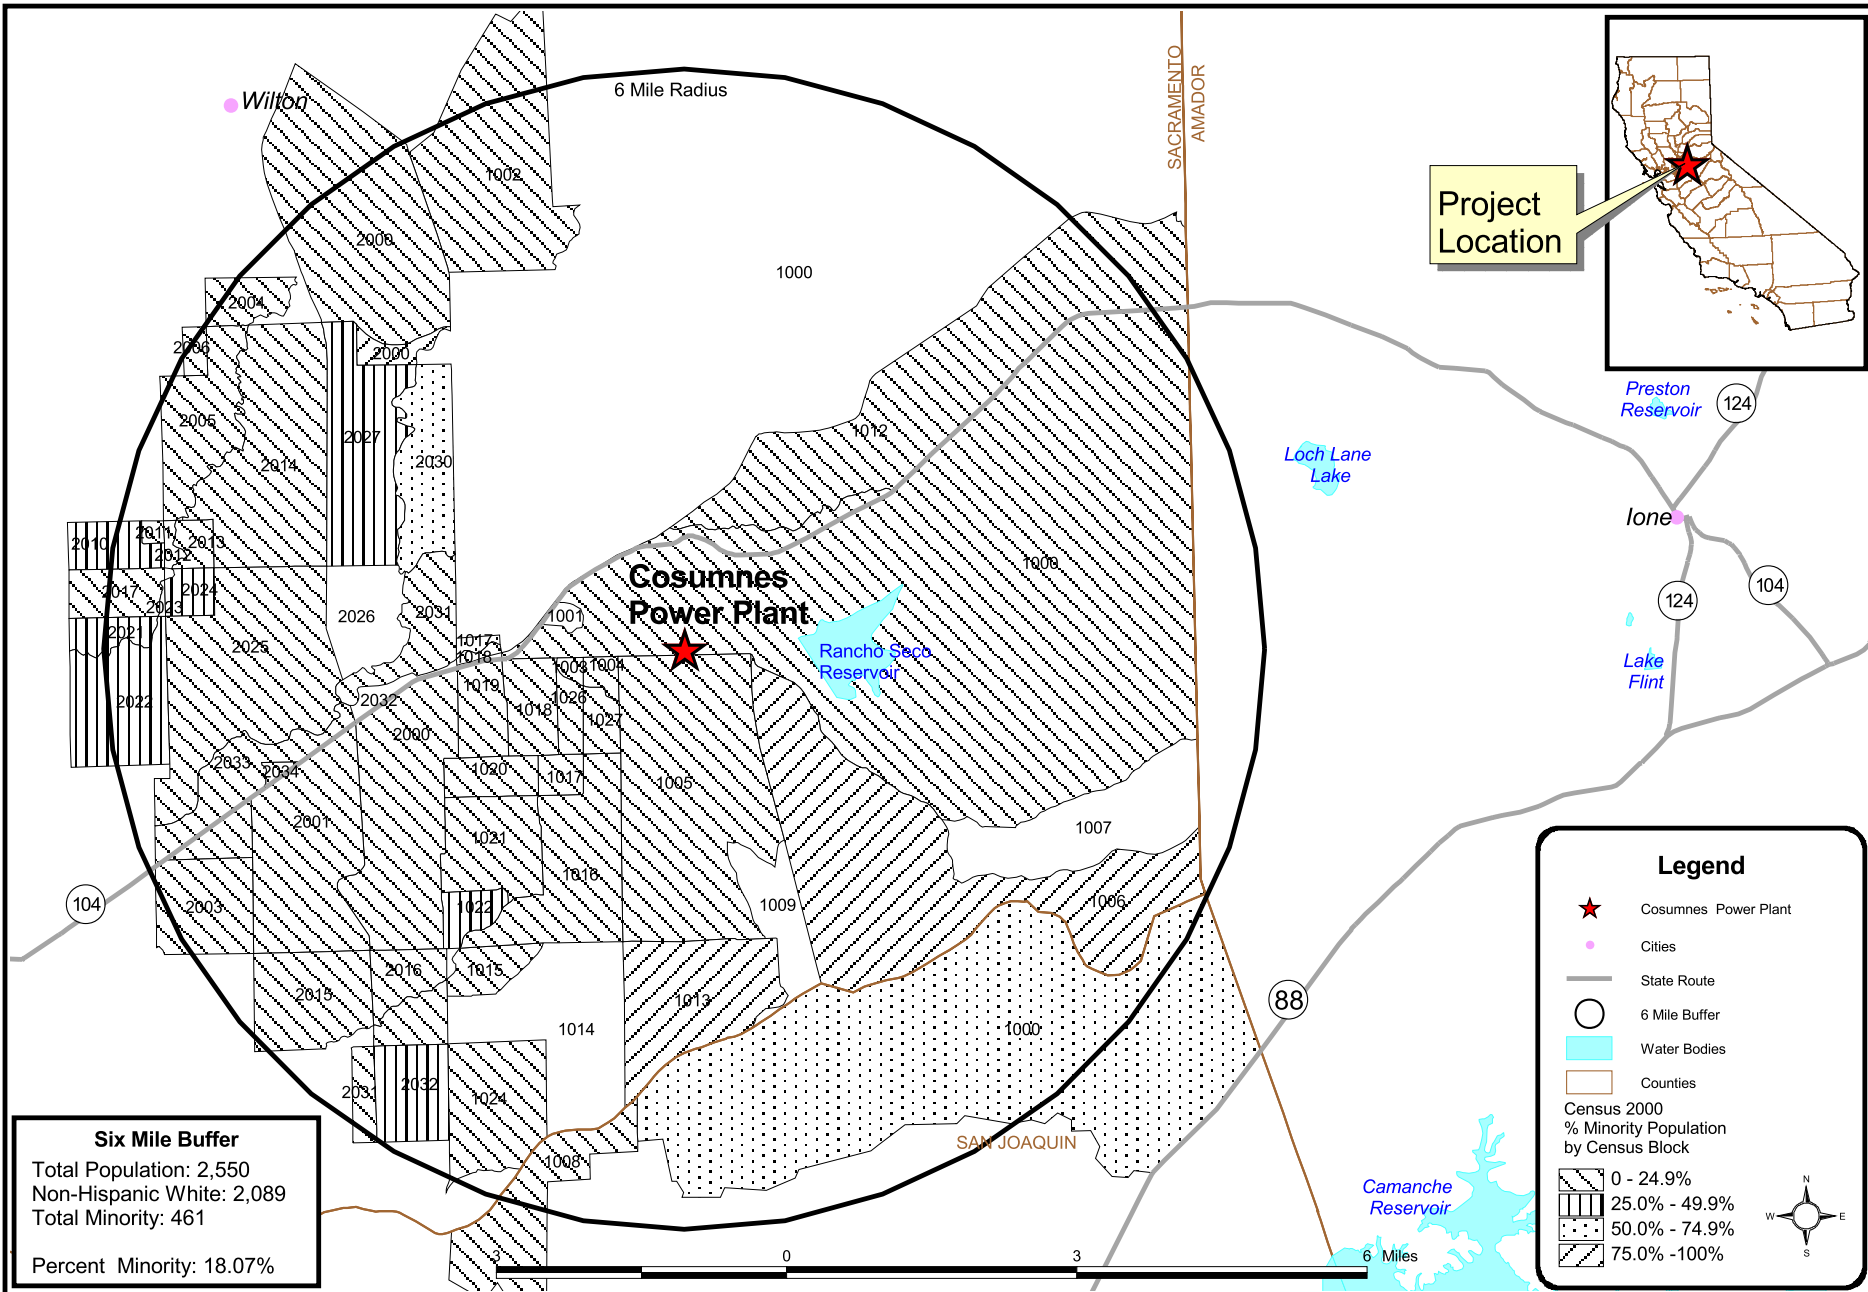 Wilton
6 Mile Radius
SACRAMENTO
AMADOR
Project
Location
1002
2000
1000
2004
2006
2000
2005
1012
2027
2030
2014
Preston
Reservoir
124
Loch Lane
Lake
Ione
2010
2011
2012
2013
1000
2017
2024
2023
2026
2031
1001
Cosumnes
Power Plant
124
104
2021
2025
1017
1018
1003
1004
Rancho Seco
Reservoir
Lake
Flint
2022
2032
1019
1018
1026
1027
2000
2033
2034
1020
1017
1005
2001
1021
1007
1016
104
2003
1022
1009
1006
2016
1015
2015
1013
1014
1000
88
2031
2032
1024
1008
SAN JOAQUIN
Camanche
Reservoir
Six Mile Buffer
Total Population: 2,550
Non-Hispanic White: 2,089
Total Minority: 461
Percent Minority: 18.07%
3 0 3 6 Miles
Legend
Cosumnes Power Plant
Cities
State Route
6 Mile Buffer
Water Bodies
Counties
Census 2000
% Minority Population
by Census Block
0 - 24.9%
25.0% - 49.9%
50.0% - 74.9%
75.0% -100%
N
W E
S